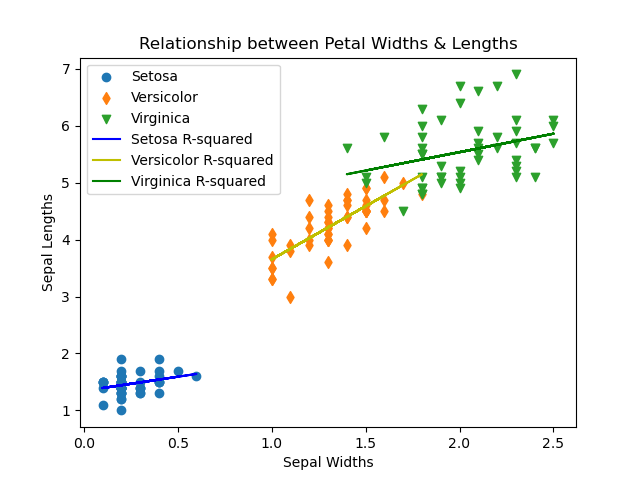 Relationship between Petal Widths & Lengths
Setosa
Versicolor
Virginica
Setosa R-squared
Versicolor R-squared
Virginica R-squared
7
6
5
4
3
2
1
Sepal Lengths
0.0 0.5 1.0 1.5 2.0 2.5
Sepal Widths